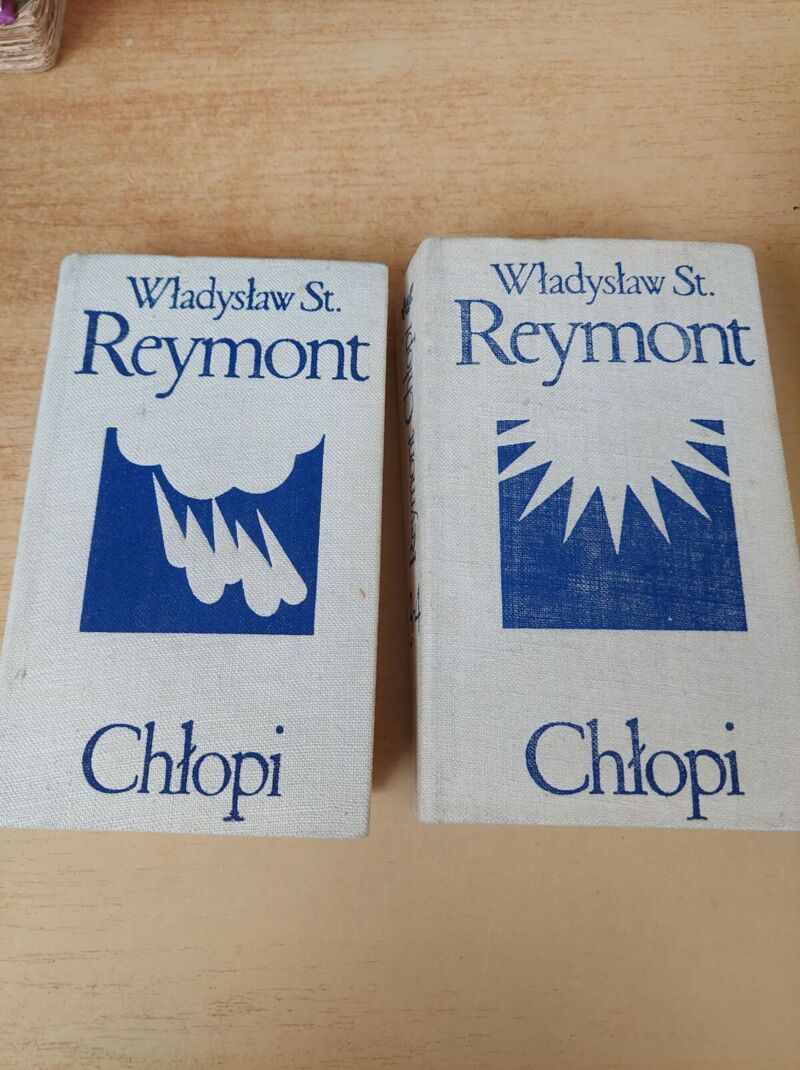 Władysław St.
Reymont
Chłopi
Władysław St.
Reymont
Chłopi